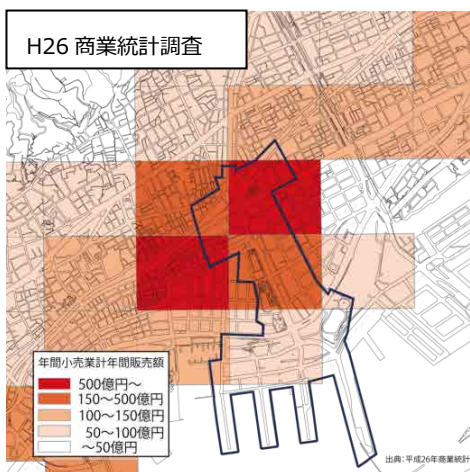 H26 商業統計調査
年間小売業計年間販売額
500億円～
150～500億円
100～150億円
50～100億円
～50億円
出典：平成26年商業統計